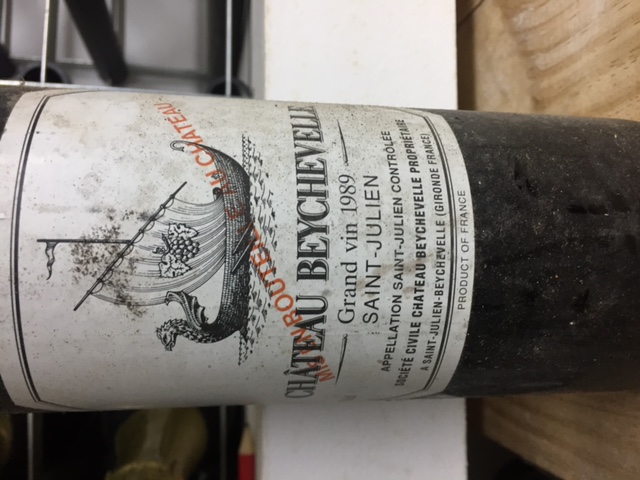 MIS EN BOUTEILLE AU CHATEAU
CHÂTEAU BEYCHEVELLE
Grand vin 1989
SAINT-JULIEN
APPELLATION SAINT-JULIEN CONTRÔLÉE
SOCIÉTÉ CIVILE CHATEAU BEYCHEVELLE PROPRIÉTAIRE
A SAINT-JULIEN-BEYCHEVELLE (GIRONDE FRANCE)
PRODUCT OF FRANCE